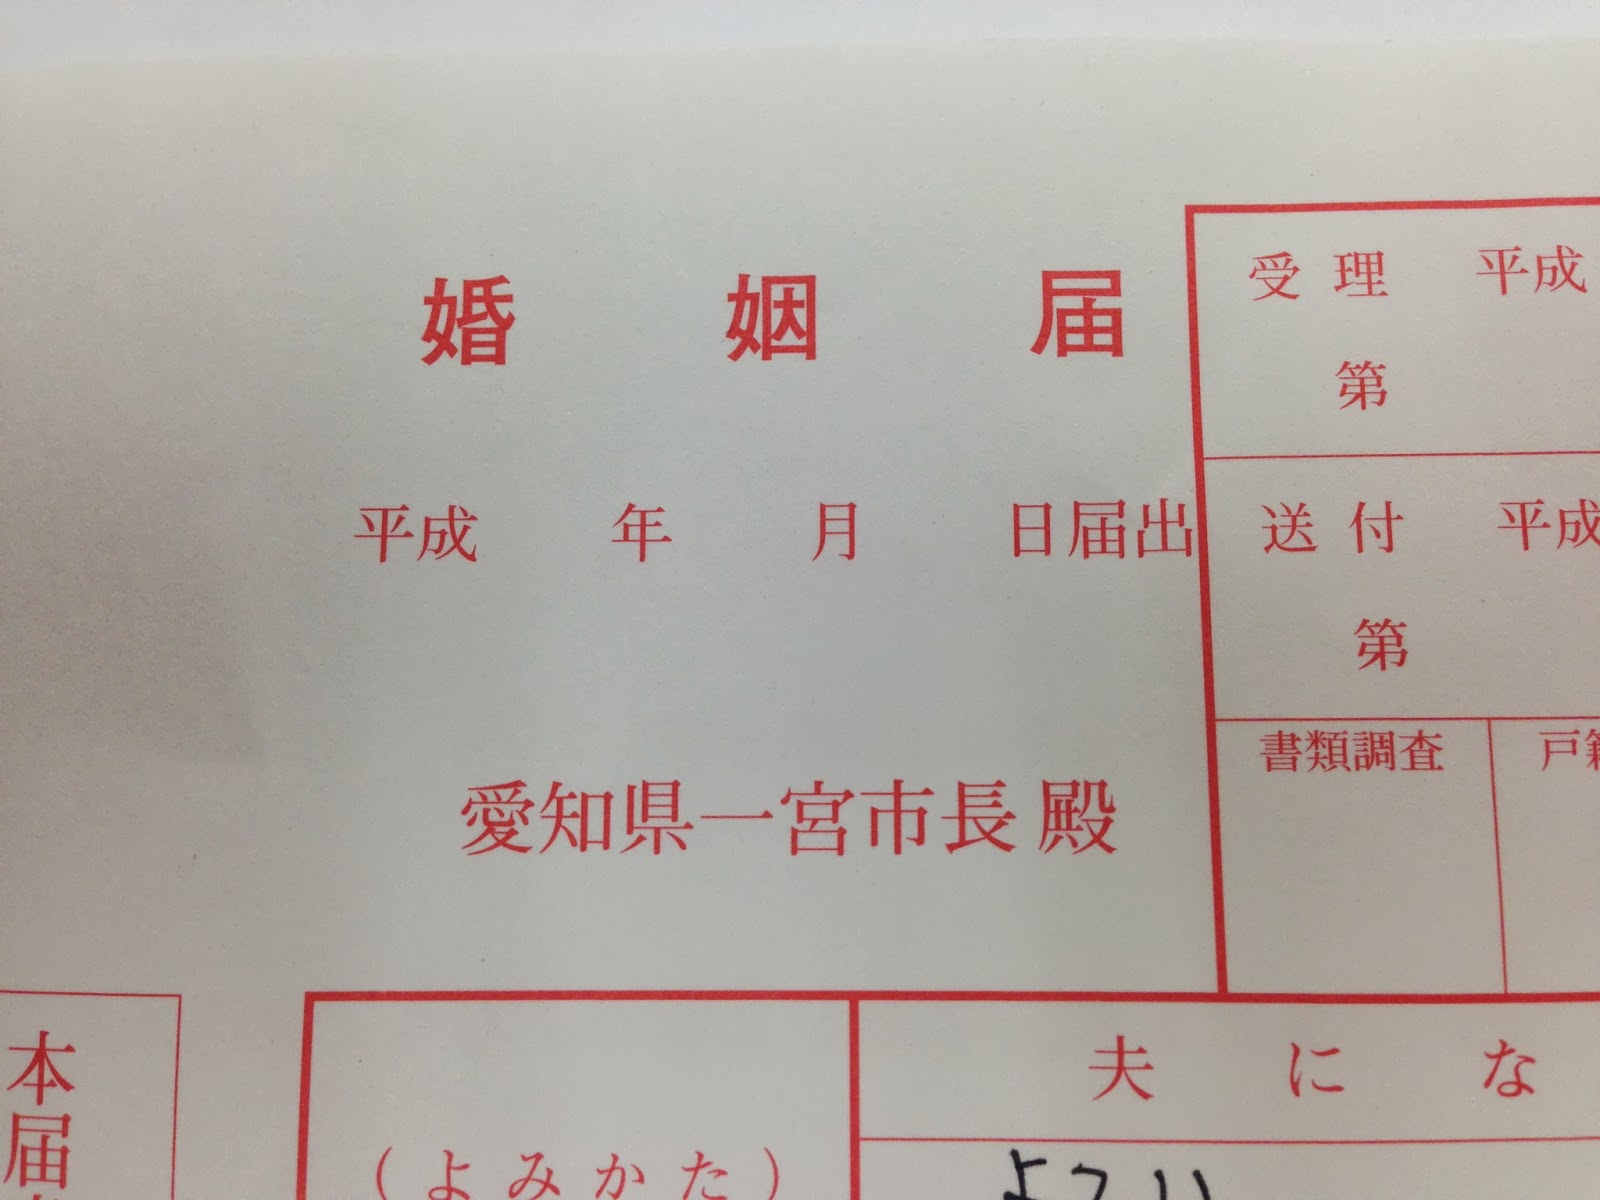 婚姻届
平成 年 月 日届出
愛知県一宮市長 殿
受理 平成
第
送付 平成
第
書類調査
戸
本届
夫にな
(よみかた)